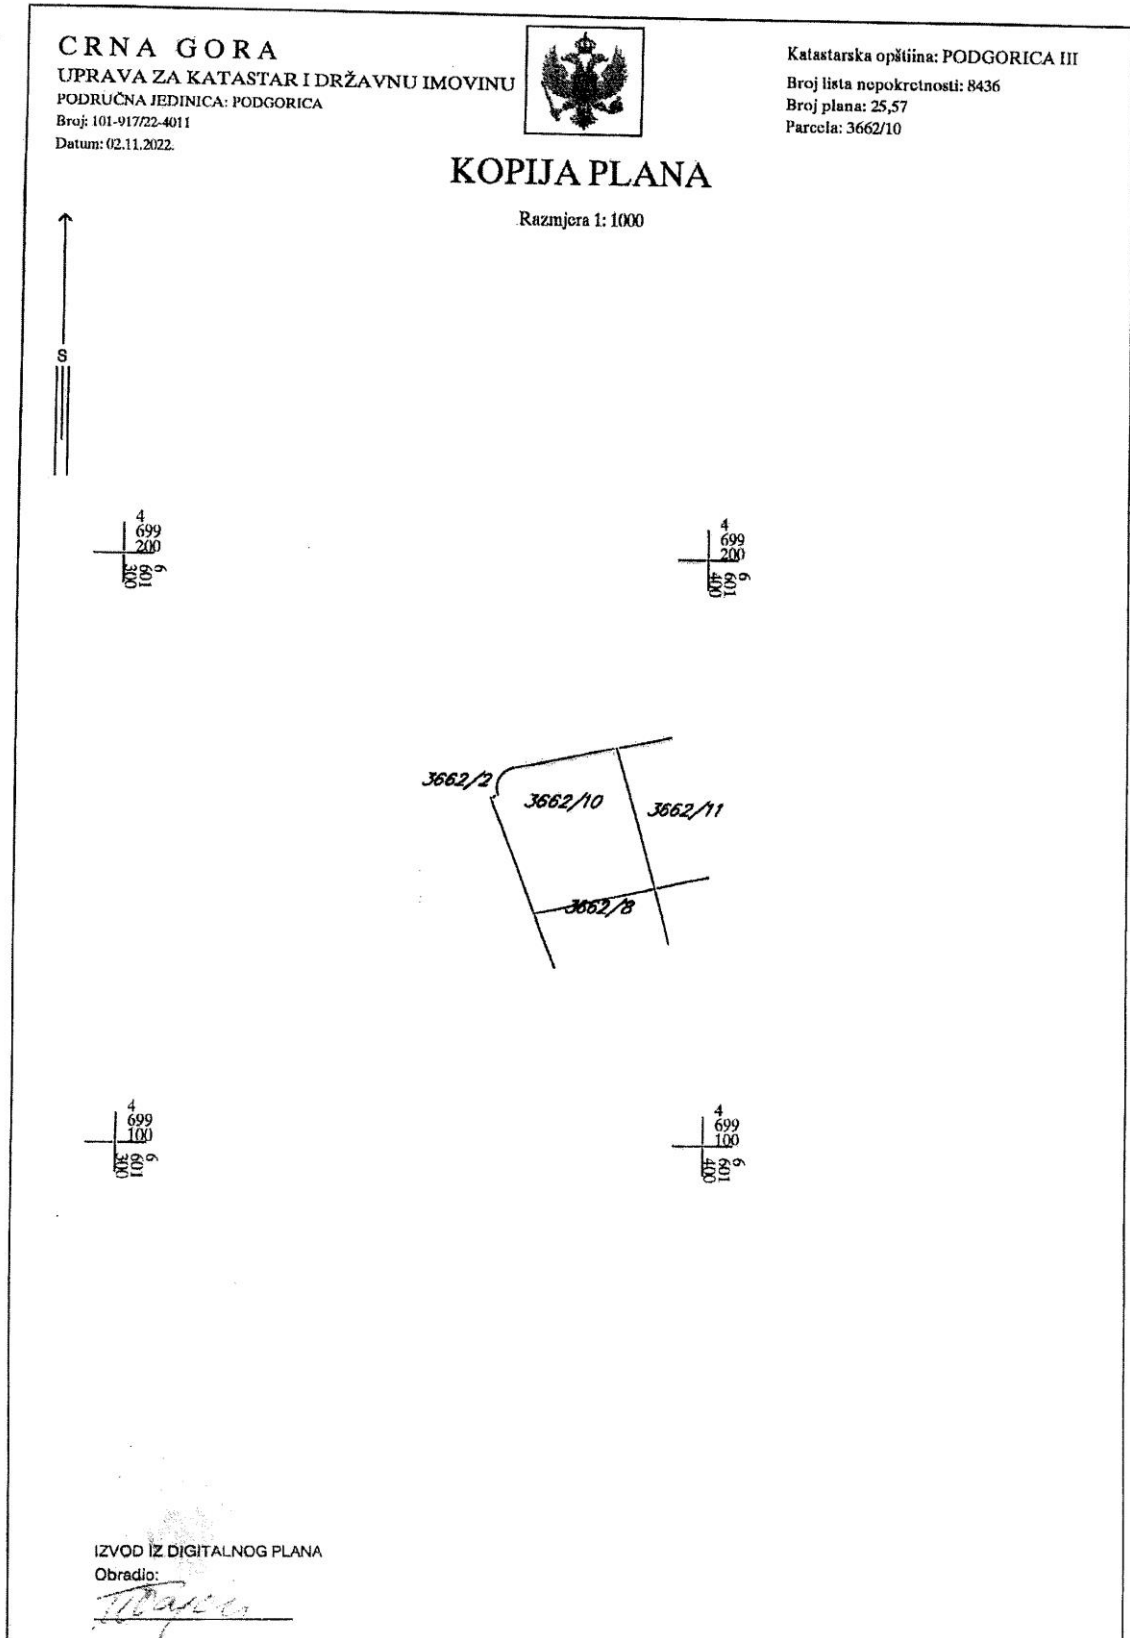 CRNA GORA
UPRAVA ZA KATASTAR I DRŽAVNU IMOVINU
PODRUČNA JEDINICA: PODGORICA
Broj: 101-917/22-4011
Datum: 02.11.2022.
Katastarska opštiina: PODGORICA III
Broj lista nepokretnosti: 8436
Broj plana: 25,57
Parcela: 3662/10
KOPIJA PLANA
Razmjera 1: 1000
S
4
699
200
6
601
300
4
699
200
6
601
400
3662/2
3662/10
3662/11
3662/8
4
699
100
6
601
300
4
699
100
6
601
400
IZVOD IZ DIGITALNOG PLANA
Obradio: